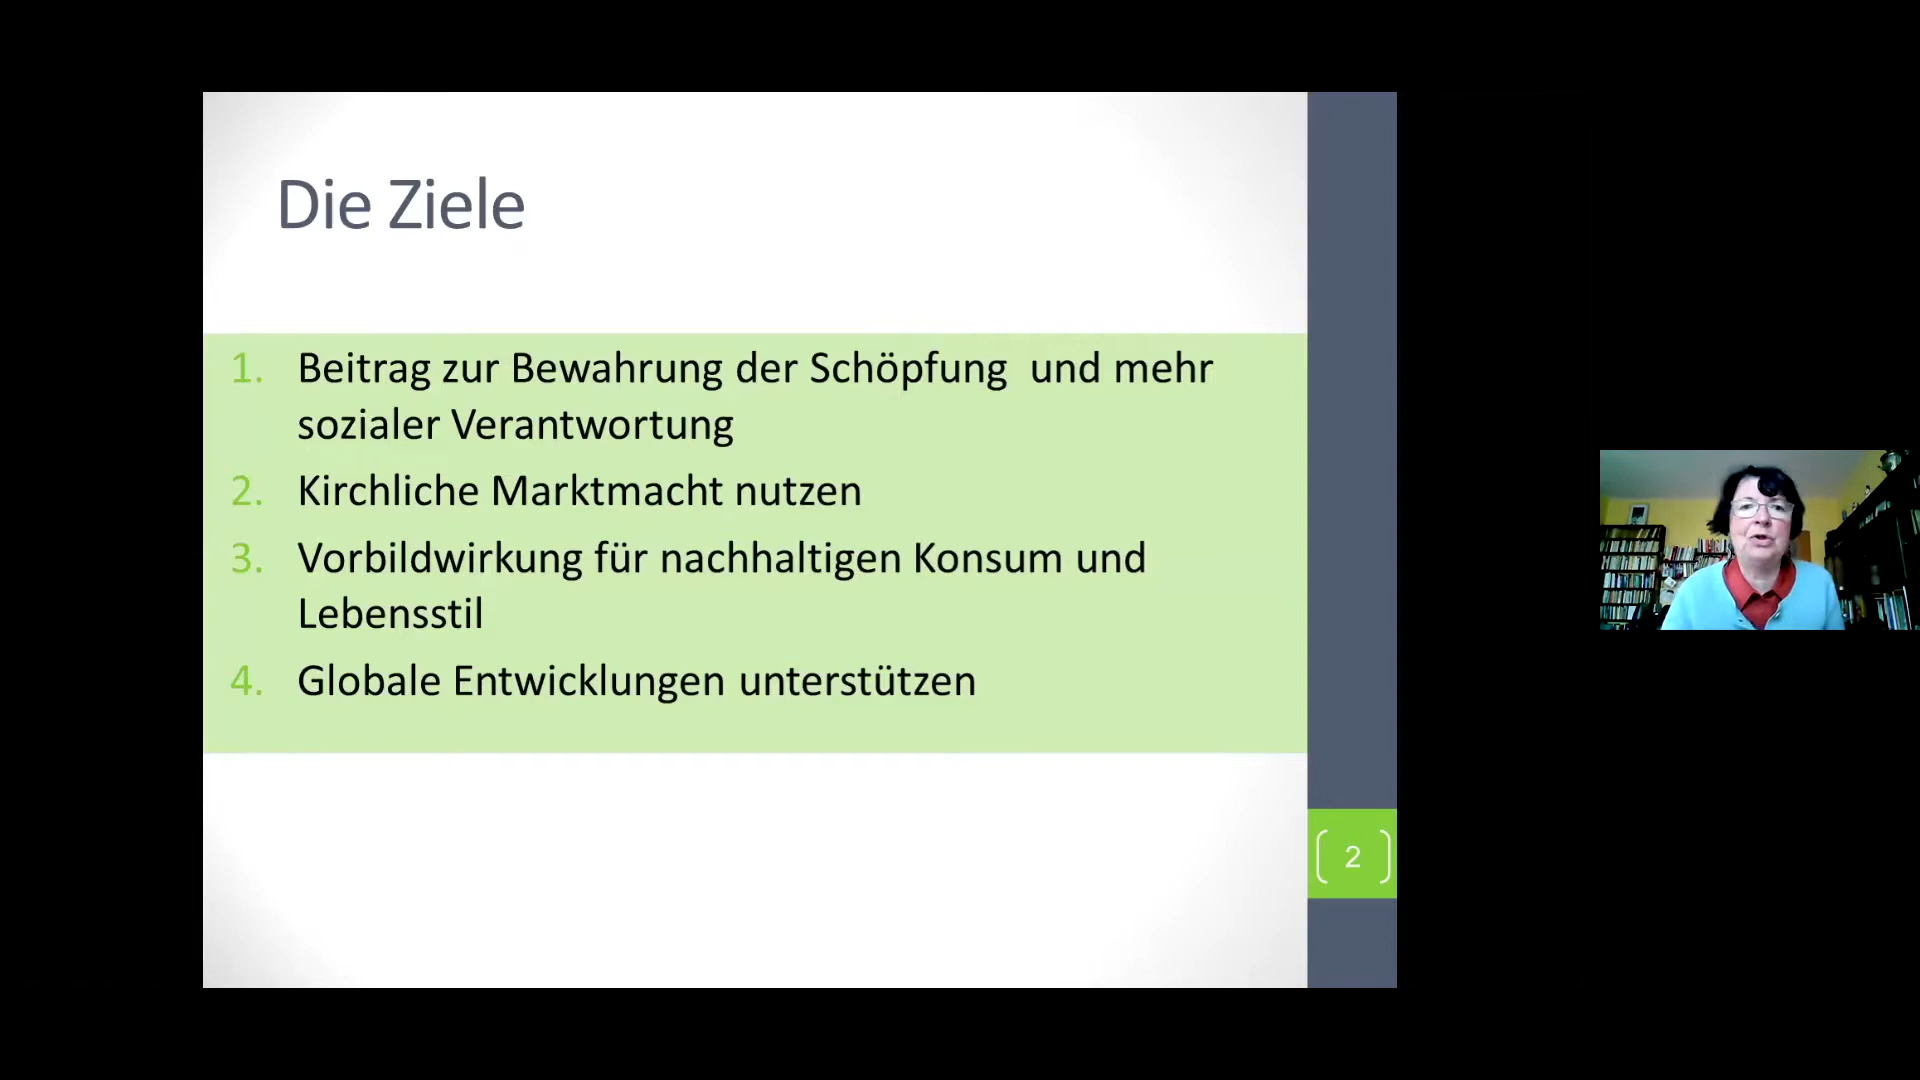 Die Ziele
1. Beitrag zur Bewahrung der Schöpfung  und mehr
sozialer Verantwortung
2. Kirchliche Marktmacht nutzen
3. Vorbildwirkung für nachhaltigen Konsum und
Lebensstil
4. Globale Entwicklungen unterstützen
2